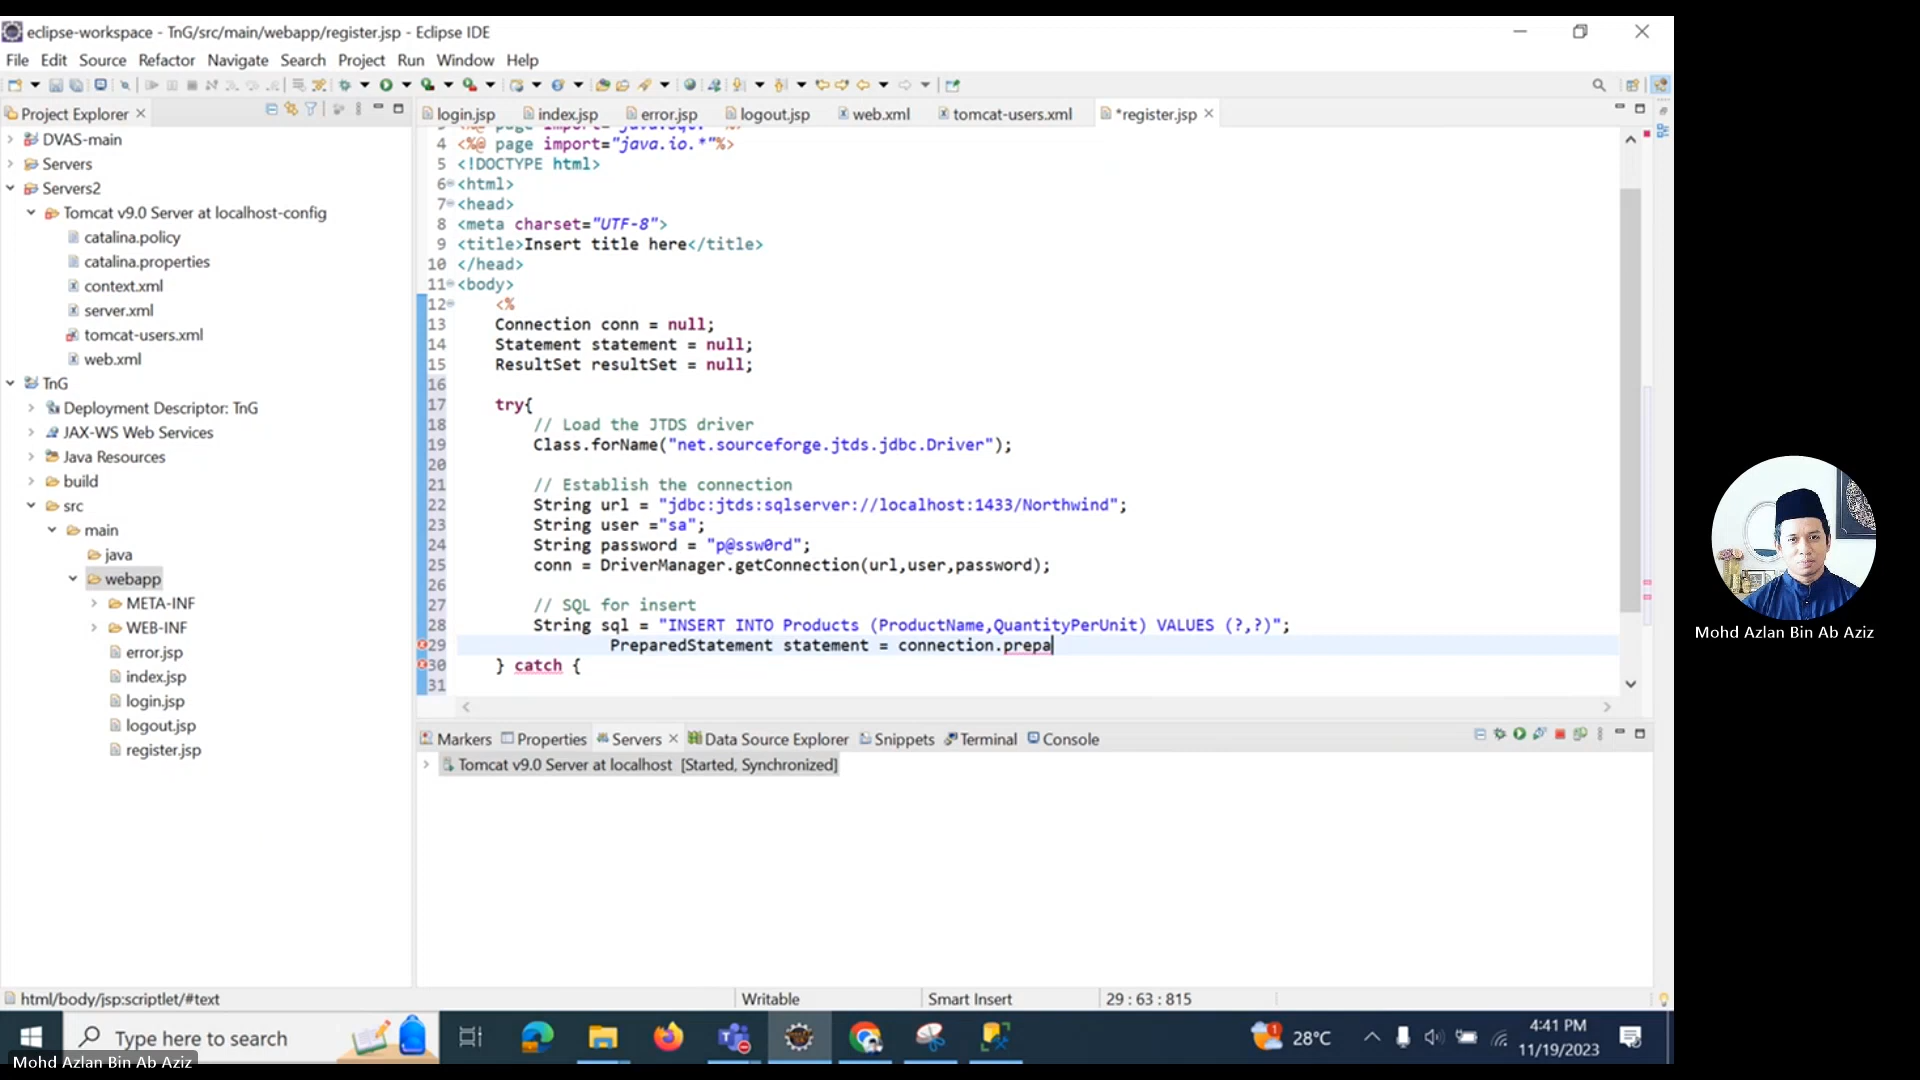 eclipse-workspace - TnG/src/main/webapp/register.jsp - Eclipse IDE
File Edit Source Refactor Navigate Search Project Run Window Help
Project Explorer
login.jsp index.jsp error.jsp logout.jsp web.xml tomcat-users.xml *register.jsp
DVAS-main
Servers
Servers2
Tomcat v9.0 Server at localhost-config
catalina.policy
catalina.properties
context.xml
server.xml
tomcat-users.xml
web.xml
TnG
Deployment Descriptor: TnG
JAX-WS Web Services
Java Resources
build
src
main
java
webapp
META-INF
WEB-INF
error.jsp
index.jsp
login.jsp
logout.jsp
register.jsp
4 <%@ page import="java.io.*"%>
5 <!DOCTYPE html>
6 <html>
7 <head>
8 <meta charset="UTF-8">
9 <title>Insert title here</title>
10 </head>
11 <body>
12 <%
13 Connection conn = null;
14 Statement statement = null;
15 ResultSet resultSet = null;
16
17 try{
18 // Load the JTDS driver
19 Class.forName("net.sourceforge.jtds.jdbc.Driver");
20
21 // Establish the connection
22 String url = "jdbc:jtds:sqlserver://localhost:1433/Northwind";
23 String user ="sa";
24 String password = "p@ssw0rd";
25 conn = DriverManager.getConnection(url,user,password);
26
27 // SQL for insert
28 String sql = "INSERT INTO Products (ProductName,QuantityPerUnit) VALUES (?,?)";
29 PreparedStatement statement = connection.prepa
30 } catch {
31
Markers Properties Servers Data Source Explorer Snippets Terminal Console
Tomcat v9.0 Server at localhost [Started, Synchronized]
html/body/jsp:scriptlet/#text Writable Smart Insert 29 : 63 : 815
Type here to search
28°C
4:41 PM
11/19/2023
Mohd Azlan Bin Ab Aziz
Mohd Azlan Bin Ab Aziz